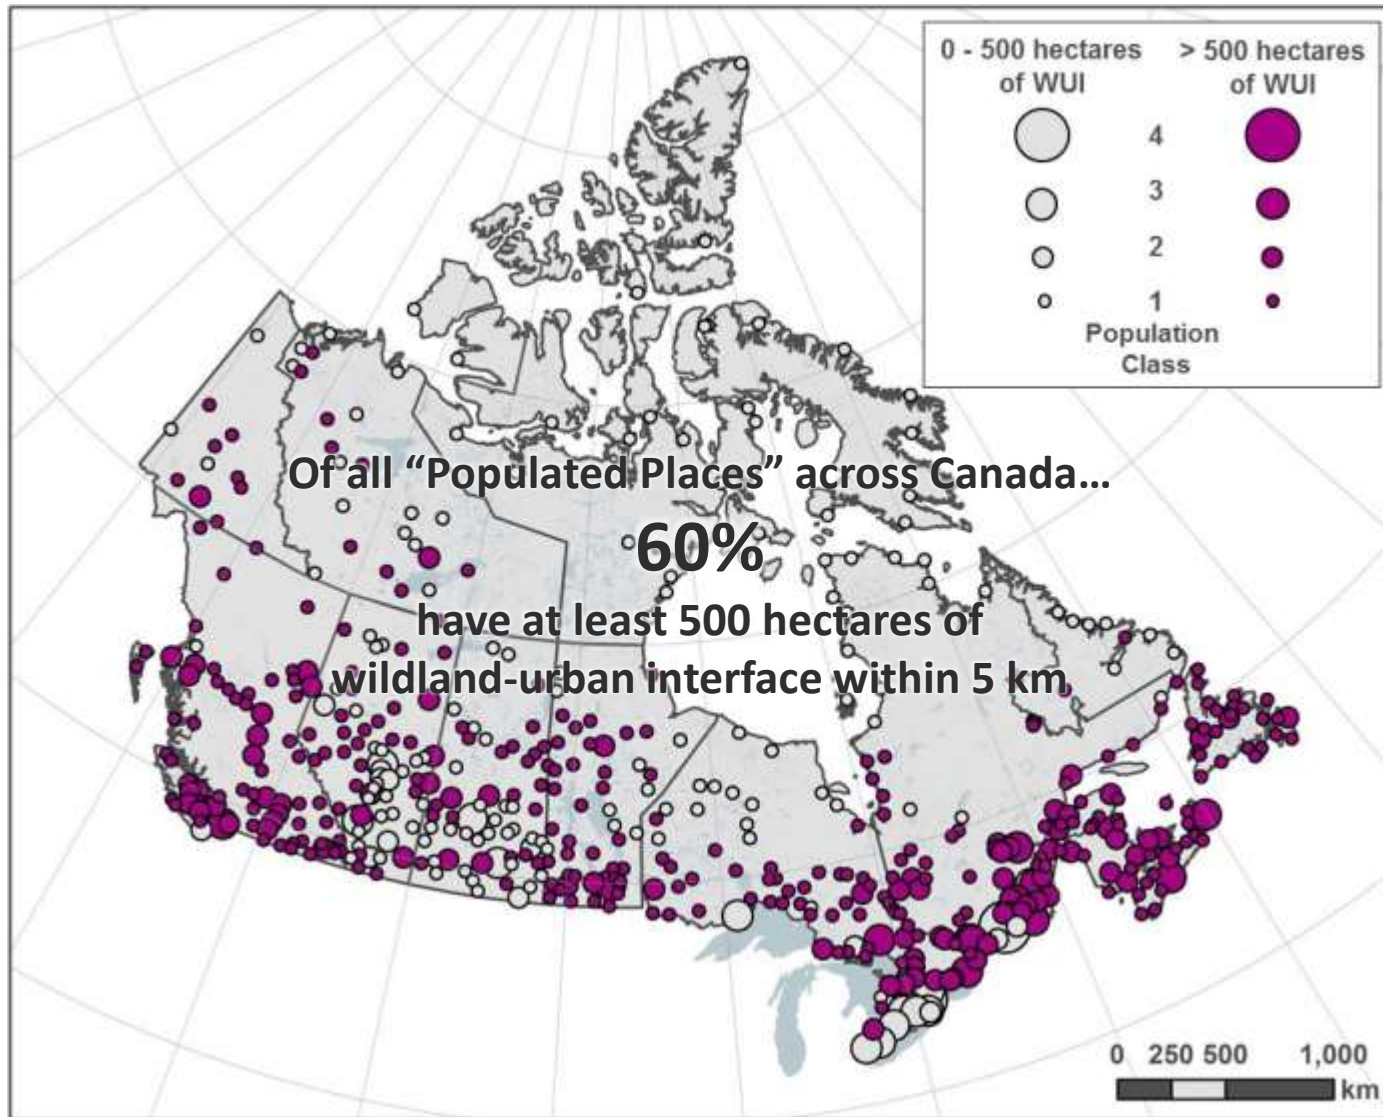 0 - 500 hectares > 500 hectares
of WUI of WUI
4
3
2
1
Population
Class
Of all “Populated Places” across Canada...
60%
have at least 500 hectares of
wildland-urban interface within 5 km
0 250 500 1,000
km